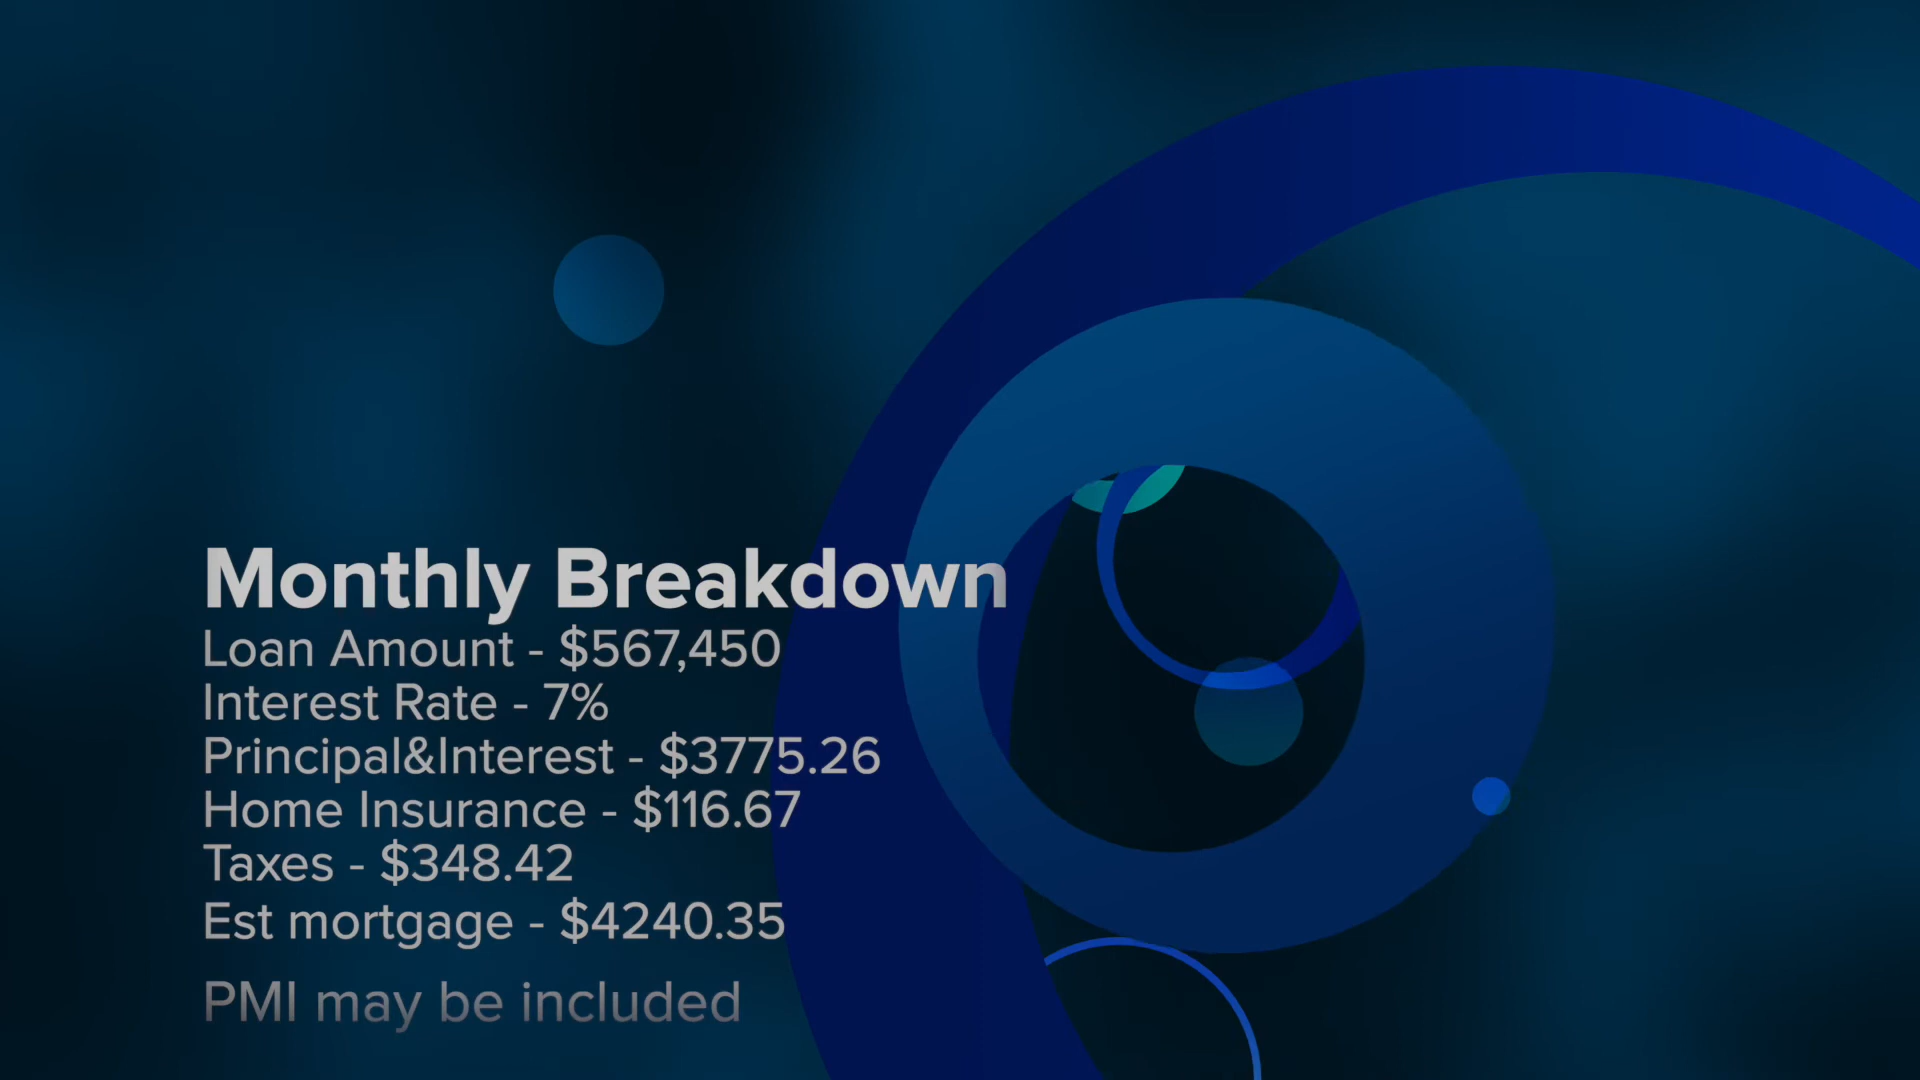 Monthly Breakdown
Loan Amount - $567,450
Interest Rate - 7%
Principal&Interest - $3775.26
Home Insurance - $116.67
Taxes - $348.42
Est mortgage - $4240.35
PMI may be included